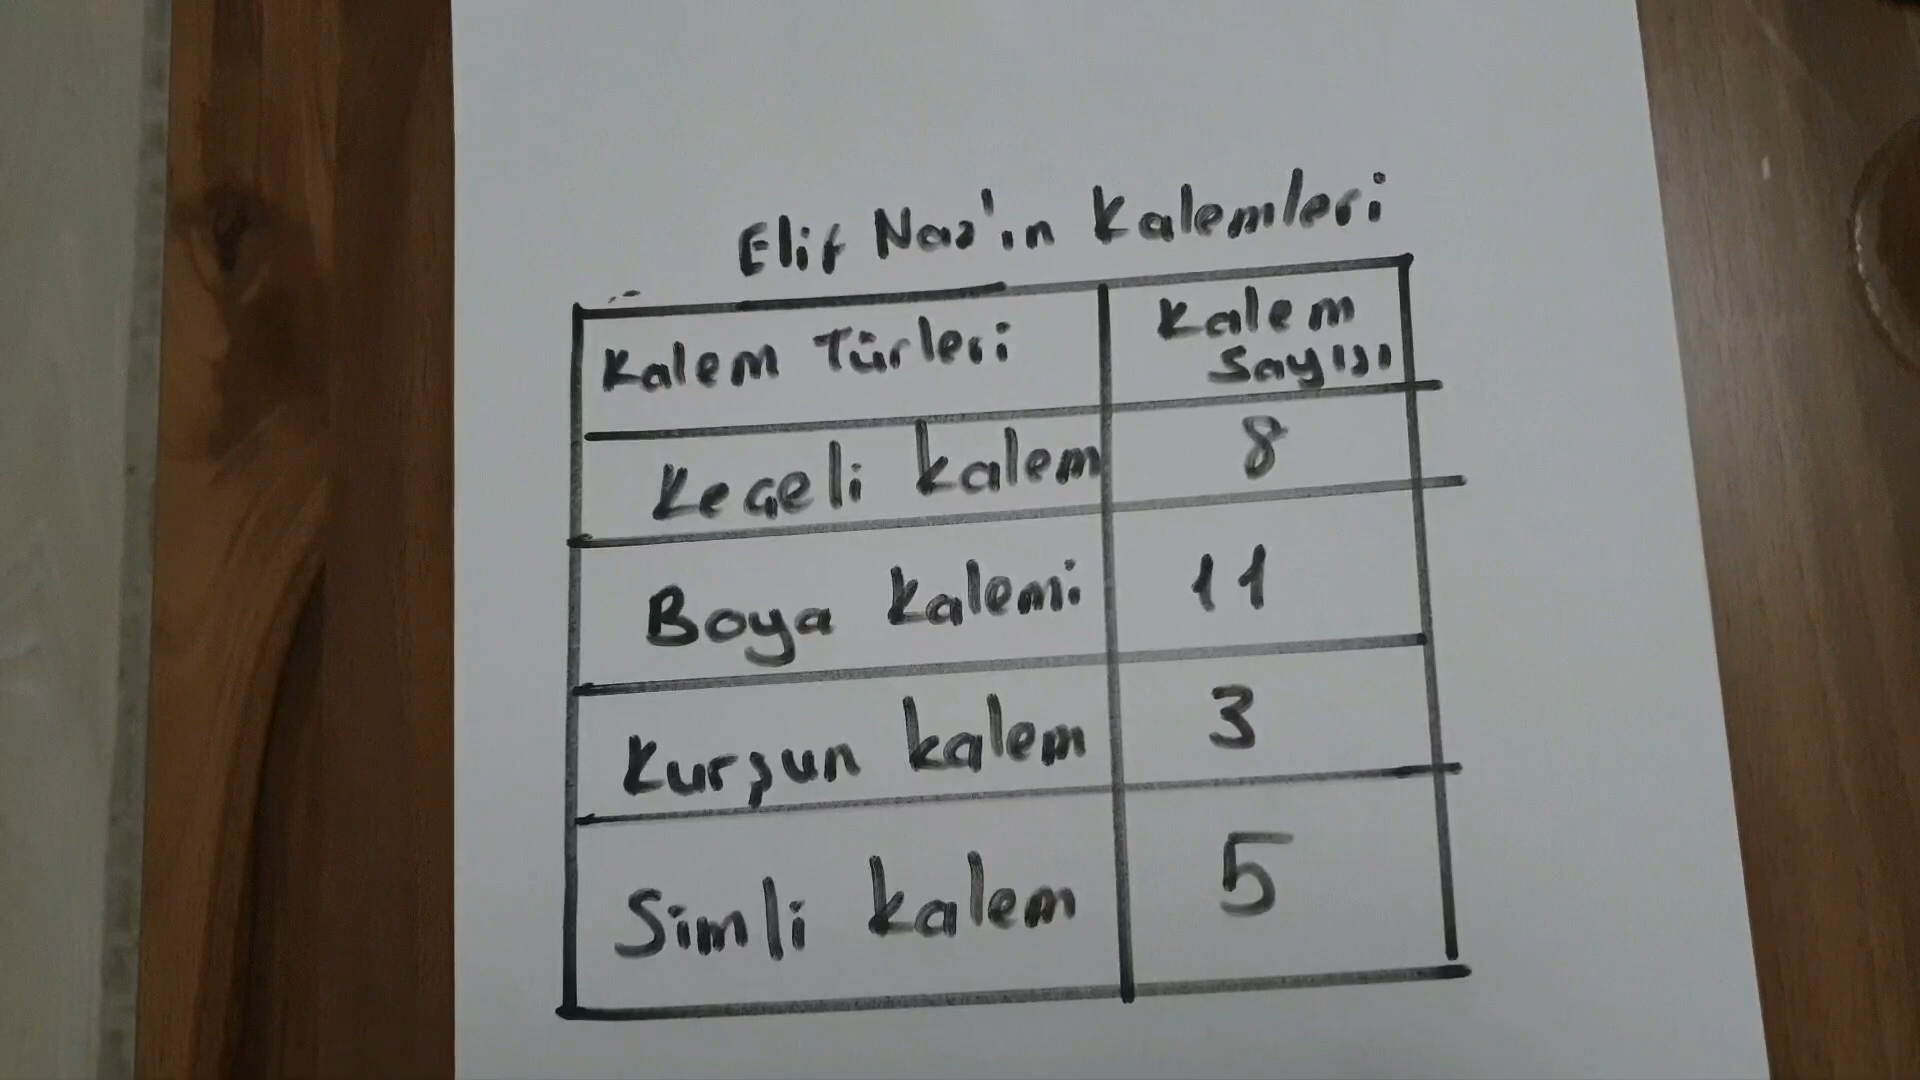 Elif Naz'ın Kalemleri
Kalem Türleri
Kalem
Sayısı
Keçeli kalem
8
Boya kalemi
11
Kurşun kalem
3
Simli kalem
5